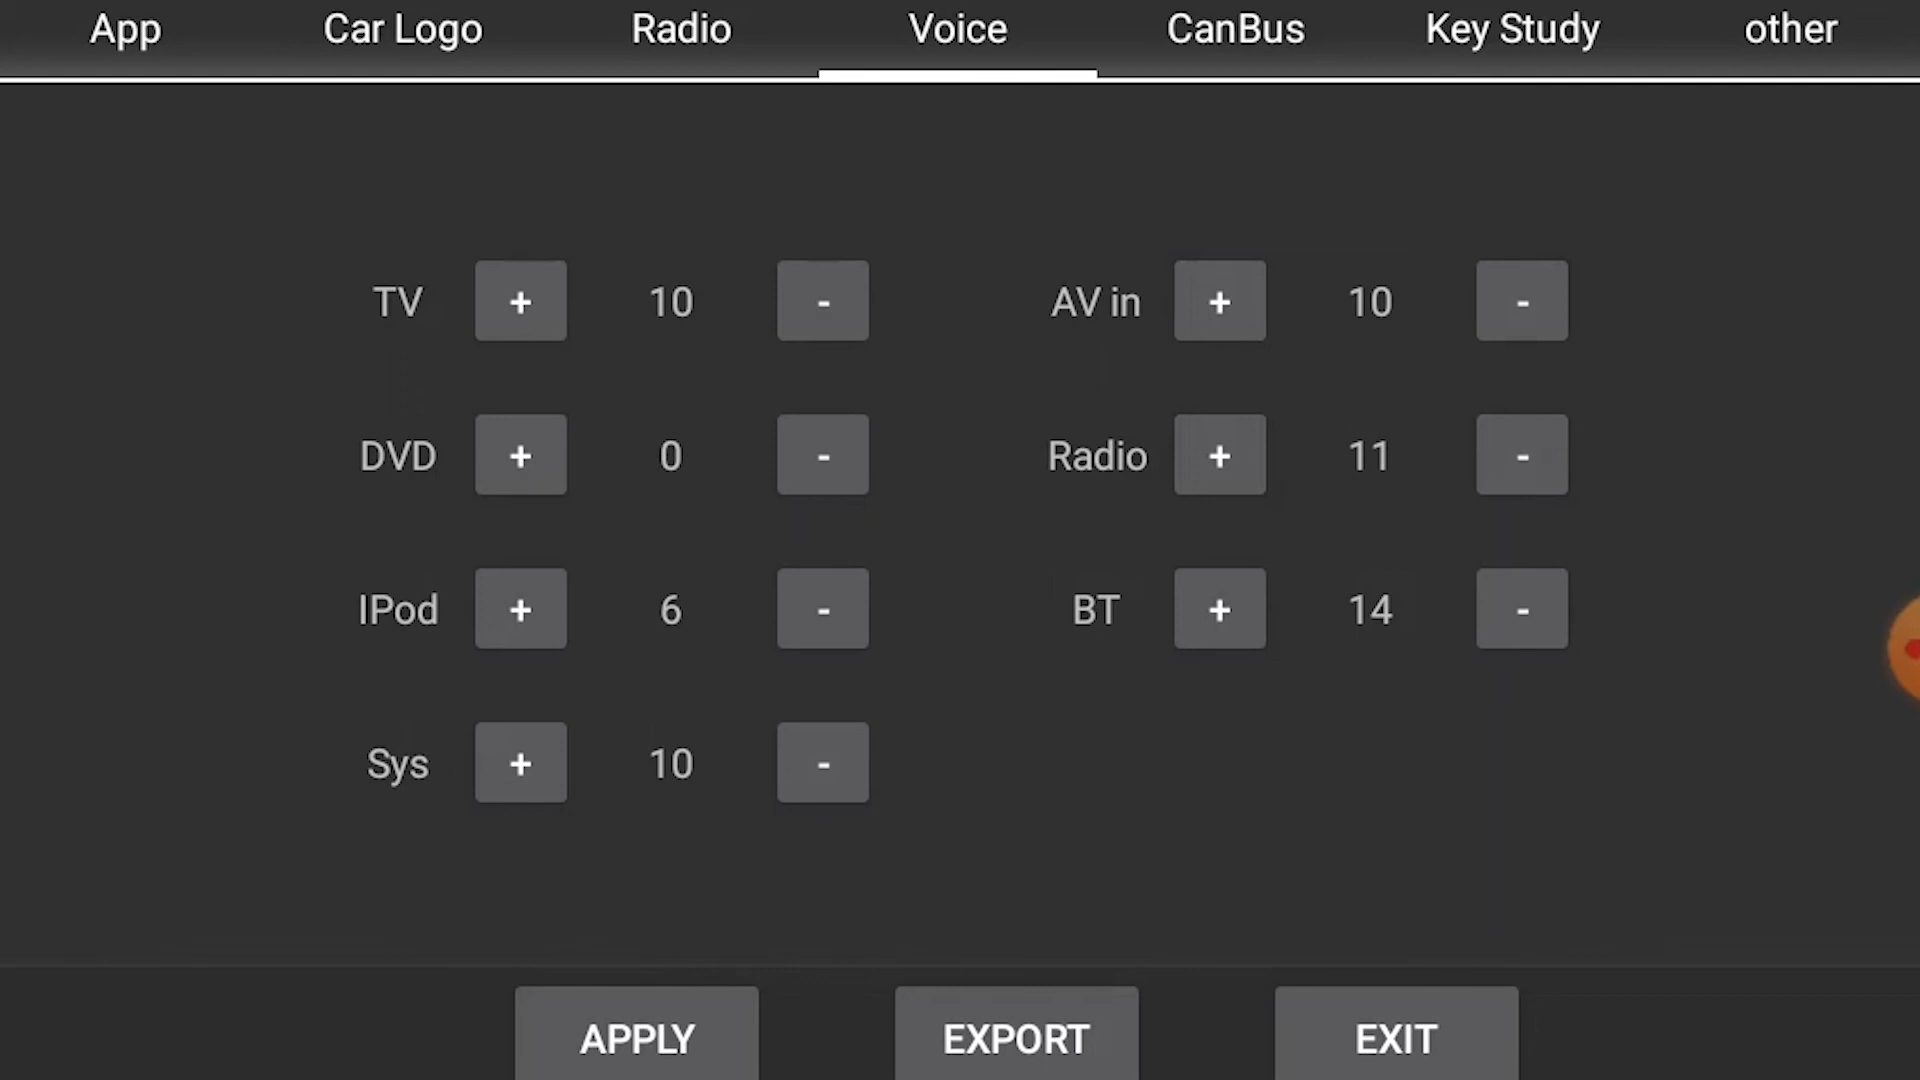 App Car Logo Radio Voice CanBus Key Study other
TV + 10 - AV in + 10 -
DVD + 0 - Radio + 11 -
IPod + 6 - BT + 14 -
Sys + 10 -
APPLY EXPORT EXIT